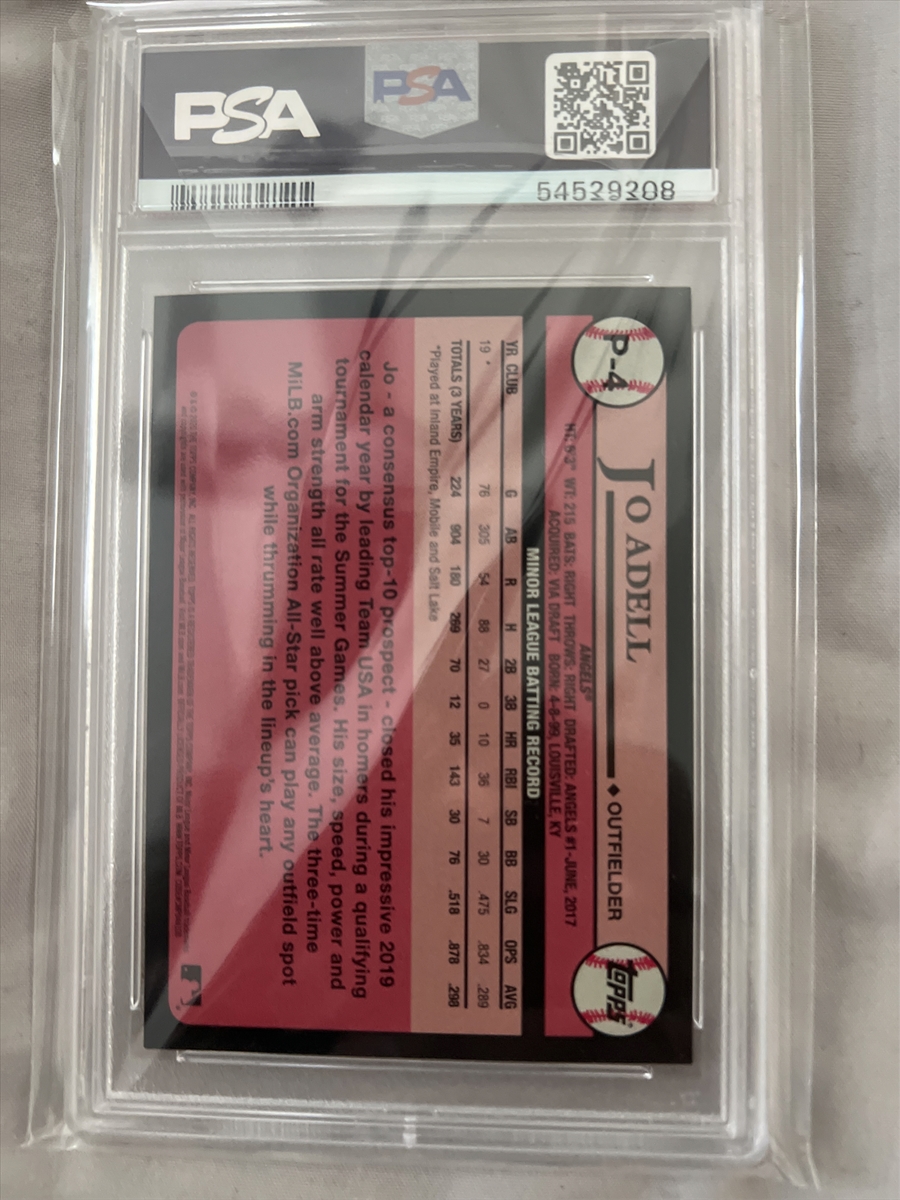 PSA
PSA
54529208
P-4
JO ADELL
◆ OUTFIELDER
topps®
ANGELS®
HT: 6'3" WT: 215 BATS: RIGHT THROWS: RIGHT DRAFTED: ANGELS #1-JUNE, 2017
ACQUIRED: VIA DRAFT BORN: 4-8-99, LOUISVILLE, KY
MINOR LEAGUE BATTING RECORD
YR CLUB G AB R H 2B 3B HR RBI SB BB SLG OPS AVG
19 * 76 305 54 88 27 0 10 36 7 30 .475 .834 .289
TOTALS (3 YEARS) 224 904 180 269 70 12 35 143 30 76 .518 .878 .298
*Played at Inland Empire, Mobile and Salt Lake
Jo - a consensus top-10 prospect - closed his impressive 2019
calendar year by leading Team USA in homers during a qualifying
tournament for the Summer Games. His size, speed, power and
arm strength all rate well above average. The three-time
MiLB.com Organization All-Star pick can play any outfield spot
while thrumming in the lineup's heart.